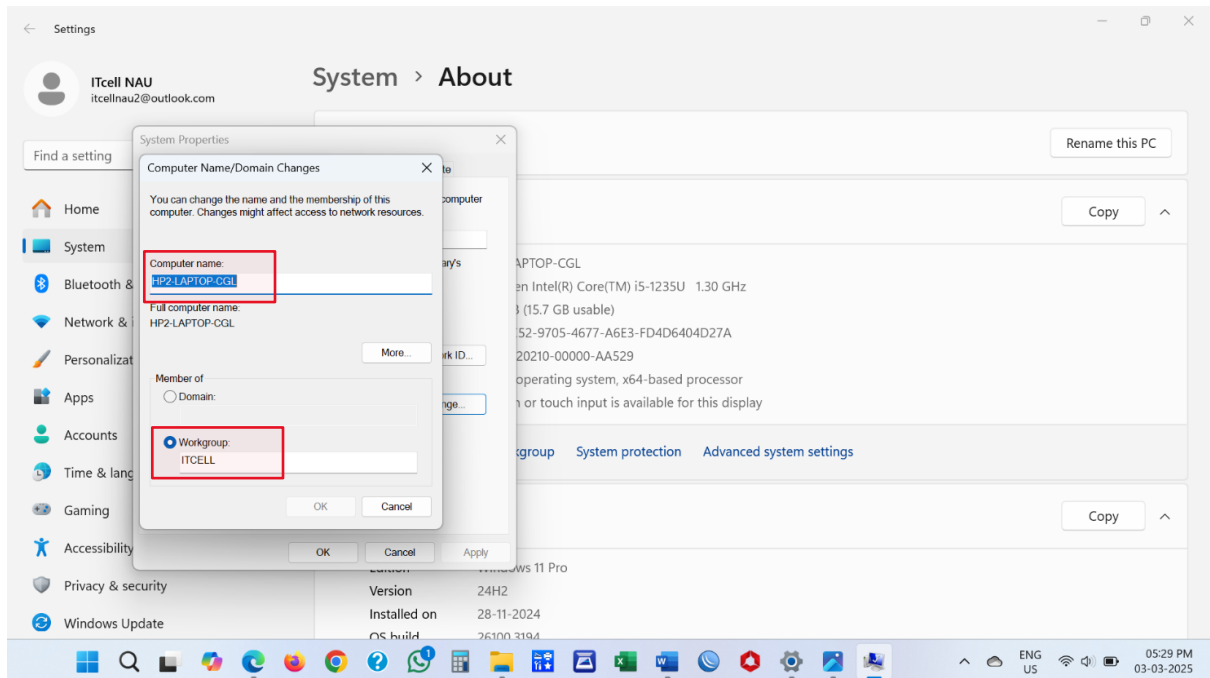 Settings
ITcell NAU
itcellnau2@outlook.com
System > About
Find a setting
Home
System
Bluetooth &
Network &
Personalizat
Apps
Accounts
Time & lang
Gaming
Accessibility
Privacy & security
Windows Update
Rename this PC
Copy
System Properties
Computer Name/Domain Changes
You can change the name and the membership of this
computer. Changes might affect access to network resources.
Computer name:
HP2-LAPTOP-CGL
Full computer name:
HP2-LAPTOP-CGL
More...
Member of
Domain:
Workgroup:
ITCELL
OK Cancel
computer
ary's
rk ID...
nge...
OK Cancel Apply
APTOP-CGL
en Intel(R) Core(TM) i5-1235U 1.30 GHz
(15.7 GB usable)
52-9705-4677-A6E3-FD4D6404D27A
20210-00000-AA529
operating system, x64-based processor
or touch input is available for this display
kgroup System protection Advanced system settings
Copy
Edition Windows 11 Pro
Version 24H2
Installed on 28-11-2024
OS build 26100.3194
ENG
US
05:29 PM
03-03-2025